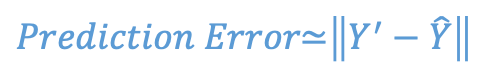 Prediction Error≃‖Y′ − Ŷ‖